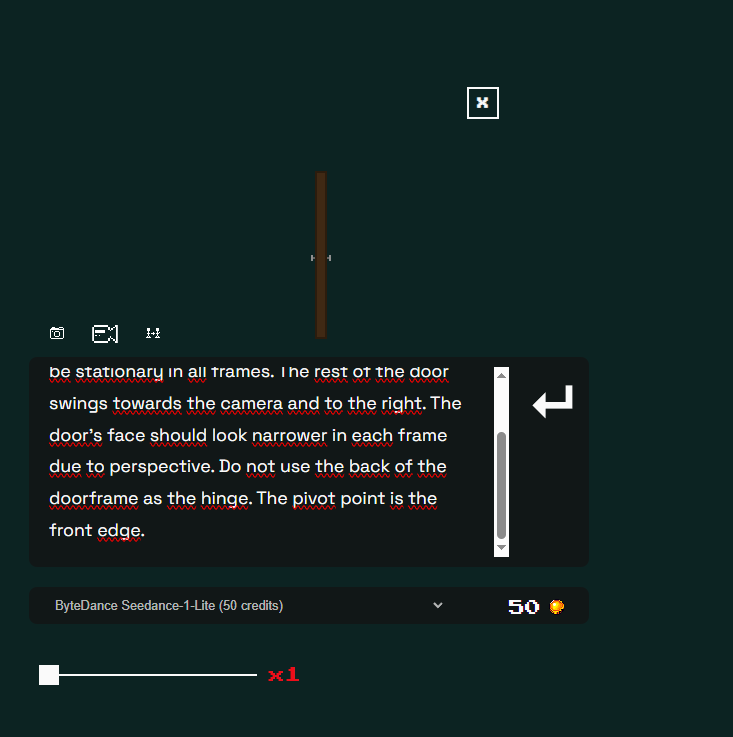 x
be stationary in all frames. The rest of the door
swings towards the camera and to the right. The
door's face should look narrower in each frame
due to perspective. Do not use the back of the
doorframe as the hinge. The pivot point is the
front edge.
ByteDance Seedance-1-Lite (50 credits)
50
x1